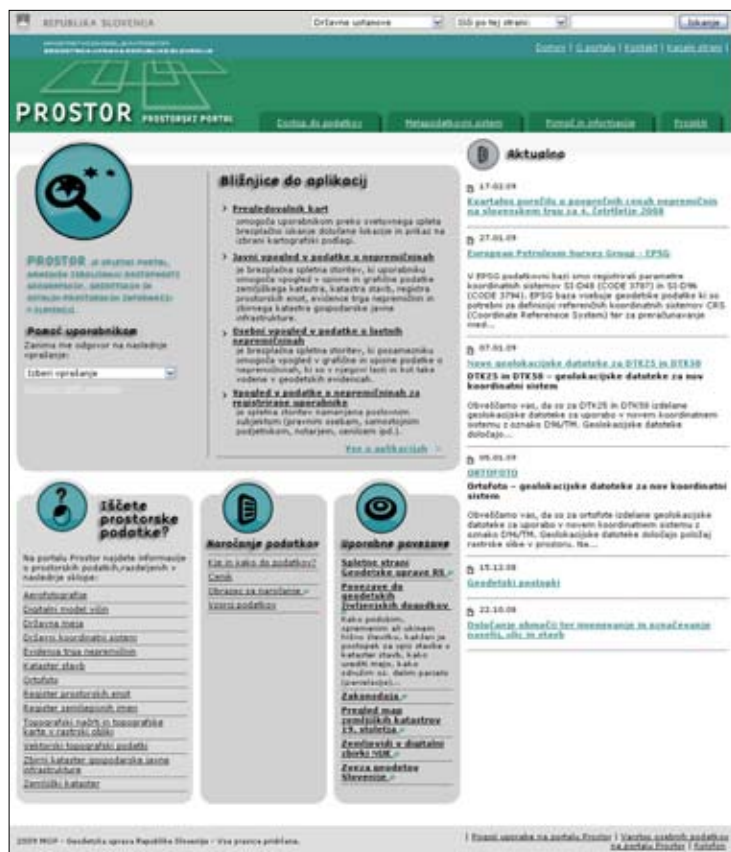 REPUBLIKA SLOVENIJA
Državne ustanove
Išči po tej strani:
Iskanje
GEODETSKA UPRAVA REPUBLIKE SLOVENIJE
Domov | O portalu | Kontakt | Kazalo strani |
PROSTOR PROSTORSKI PORTAL
Dostop do podatkov
Metapodatkovni sistem
Pomoč in informacije
Projekti
PROSTOR JE SPLETNI PORTAL,
V SLOVENIJI.
Pomoč uporabnikom
Zanima me odgovor na naslednje
vprašanje:
Izberi vprašanje
Bližnjice do aplikacij
Pregledovalnik kart
omogoča uporabnikom preko svetovnega spleta
brezplačno iskanje določene lokacije in prikaz na
izbrani kartografski podlagi.
Javni vpogled v podatke o nepremičninah
je brezplačna spletna storitev, ki uporabniku
omogoča vpogled v opisne in grafične podatke
zemljiškega katastra, katastra stavb, registra
prostorskih enot, evidence trga nepremičnin in
zbirnega katastra gospodarske javne
infrastrukture.
Osebni vpogled v podatke o lastnih
nepremičninah
je brezplačna spletna storitev, ki posamezniku
omogoča vpogled v grafične in opisne podatke o
nepremičninah, ki so v njegovi lasti in kot take
vodene v geodetskih evidencah.
Vpogled v podatke o nepremičninah za
registrirane uporabnike
je spletna storitev namenjena poslovnim
subjektom (pravnim osebam, samostojnim
podjetnikom, notarjem, cenilcem ipd.).
Vse o aplikacijah
Aktualno
17.02.09
Kvartalno poročilo o povprečnih cenah nepremičnin
na slovenskem trgu za 4. četrtletje 2008
27.01.09
European Petroleum Survey Group - EPSG
V EPSG podatkovni bazi smo registrirali parametre
koordinatnih sistemov SI-D48 (CODE 3787) in SI-D96
(CODE 3794). EPSG baza vsebuje geodetske podatke ki so
potrebni za definicijo referenčnih koordinatnih sistemov CRS
(Coordinate Referenece System) ter za preračunavanje
med...
07.01.09
Nove geolokacijske datoteke za DTK25 in DTK50
DTK25 in DTK50 – geolokacijske datoteke za nov
koordinatni sistem
Obveščamo vas, da so za DTK25 in DTK50 izdelane
geolokacijske datoteke za uporabo v novem koordinatnem
sistemu z oznako D96/TM. Geolokacijske datoteke
določajo...
05.01.09
ORTOFOTO
Ortofoto – geolokacijske datoteke za nov koordinatni
sistem
Obveščamo vas, da so za ortofote izdelane geolokacijske
datoteke za uporabo v novem koordinatnem sistemu z
oznako D96/TM. Geolokacijske datoteke določajo položaj
rastrske slike v prostoru. Na...
15.12.08
Geodetski postopki
22.10.08
Določanje območij ter imenovanje in označevanje
naselij, ulic in stavb
Iščete
prostorske
podatke?
Na portalu Prostor najdete informacije
o prostorskih podatkih,razdeljenih v
naslednje sklope:
Aerofotografije
Digitalni model višin
Državna meja
Državni koordinatni sistem
Evidenca trga nepremičnin
Kataster stavb
Ortofoto
Register prostorskih enot
Register zemljepisnih imen
Topografski načrti in topografske
karte v rastrski obliki
Vektorski topografski podatki
Zbirni kataster gospodarske javne
infrastrukture
Zemljiški kataster
Naročanje podatkov
Kje in kako do podatkov?
Cenik
Obrazec za naročanje
Vzorci podatkov
Uporabne povezave
Spletne strani
Geodetske uprave RS
Povezave do
geodetskih
življenjskih dogodkov
Kako pridobim,
spremenim ali ukinem
hišno številko, kakšen je
postopek za vpis stavbe v
kataster stavb, kako
urediti mejo, kako
združim oz. delim parcelo
(parcelacija)...
Zakonodaja
Pregled map
zemljiških katastrov
19. stoletja
Zemljevidi v digitalni
zbirki NUK
Zveza geodetov
Slovenije
2009 MOP - Geodetska uprava Republike Slovenije - Vse pravice pridržane.
| Pogoji uporabe na portalu Prostor | Varstvo osebnih podatkov
na portalu Prostor | Kolofon